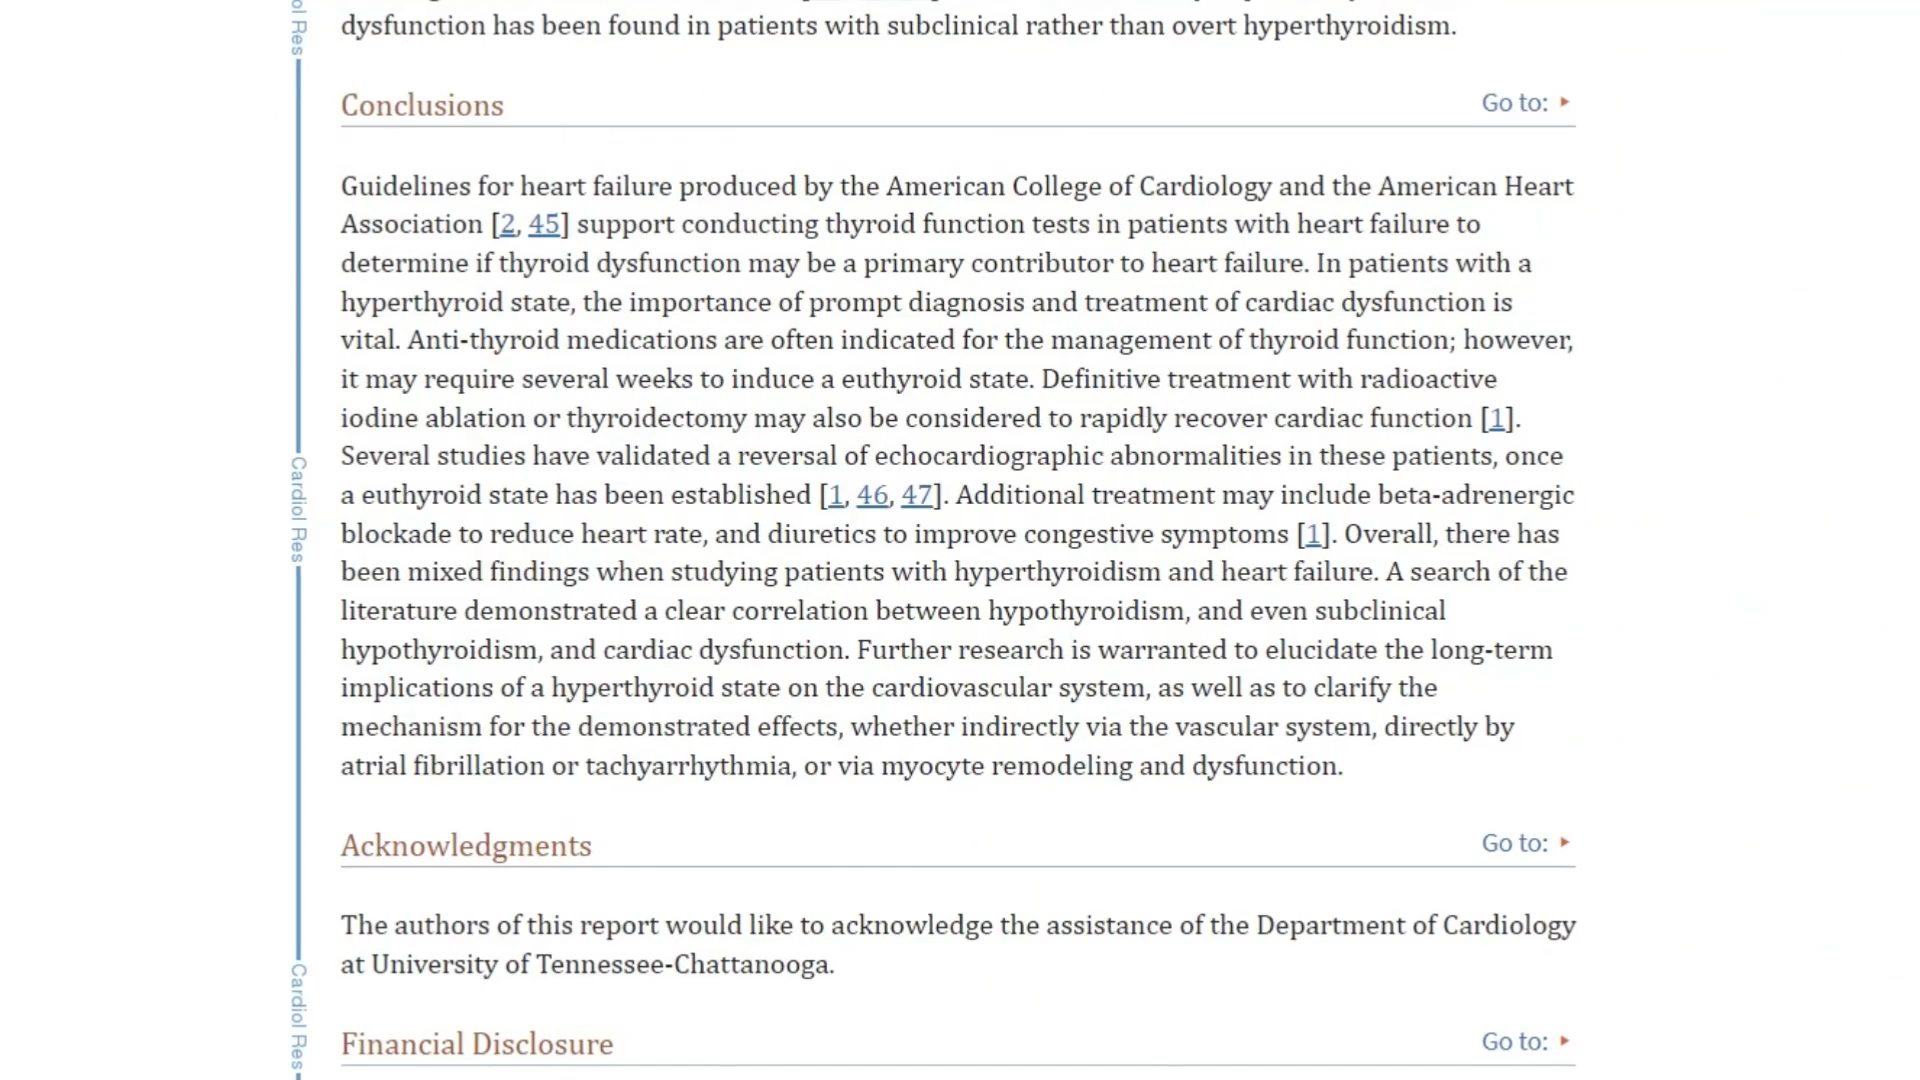 dysfunction has been found in patients with subclinical rather than overt hyperthyroidism.
Conclusions
Go to:
Guidelines for heart failure produced by the American College of Cardiology and the American Heart
Association [2, 45] support conducting thyroid function tests in patients with heart failure to
determine if thyroid dysfunction may be a primary contributor to heart failure. In patients with a
hyperthyroid state, the importance of prompt diagnosis and treatment of cardiac dysfunction is
vital. Anti-thyroid medications are often indicated for the management of thyroid function; however,
it may require several weeks to induce a euthyroid state. Definitive treatment with radioactive
iodine ablation or thyroidectomy may also be considered to rapidly recover cardiac function [1].
Several studies have validated a reversal of echocardiographic abnormalities in these patients, once
a euthyroid state has been established [1, 46, 47]. Additional treatment may include beta-adrenergic
blockade to reduce heart rate, and diuretics to improve congestive symptoms [1]. Overall, there has
been mixed findings when studying patients with hyperthyroidism and heart failure. A search of the
literature demonstrated a clear correlation between hypothyroidism, and even subclinical
hypothyroidism, and cardiac dysfunction. Further research is warranted to elucidate the long-term
implications of a hyperthyroid state on the cardiovascular system, as well as to clarify the
mechanism for the demonstrated effects, whether indirectly via the vascular system, directly by
atrial fibrillation or tachyarrhythmia, or via myocyte remodeling and dysfunction.
Acknowledgments
Go to:
The authors of this report would like to acknowledge the assistance of the Department of Cardiology
at University of Tennessee-Chattanooga.
Financial Disclosure
Go to:
ol Res
Cardiol Res
Cardiol Res